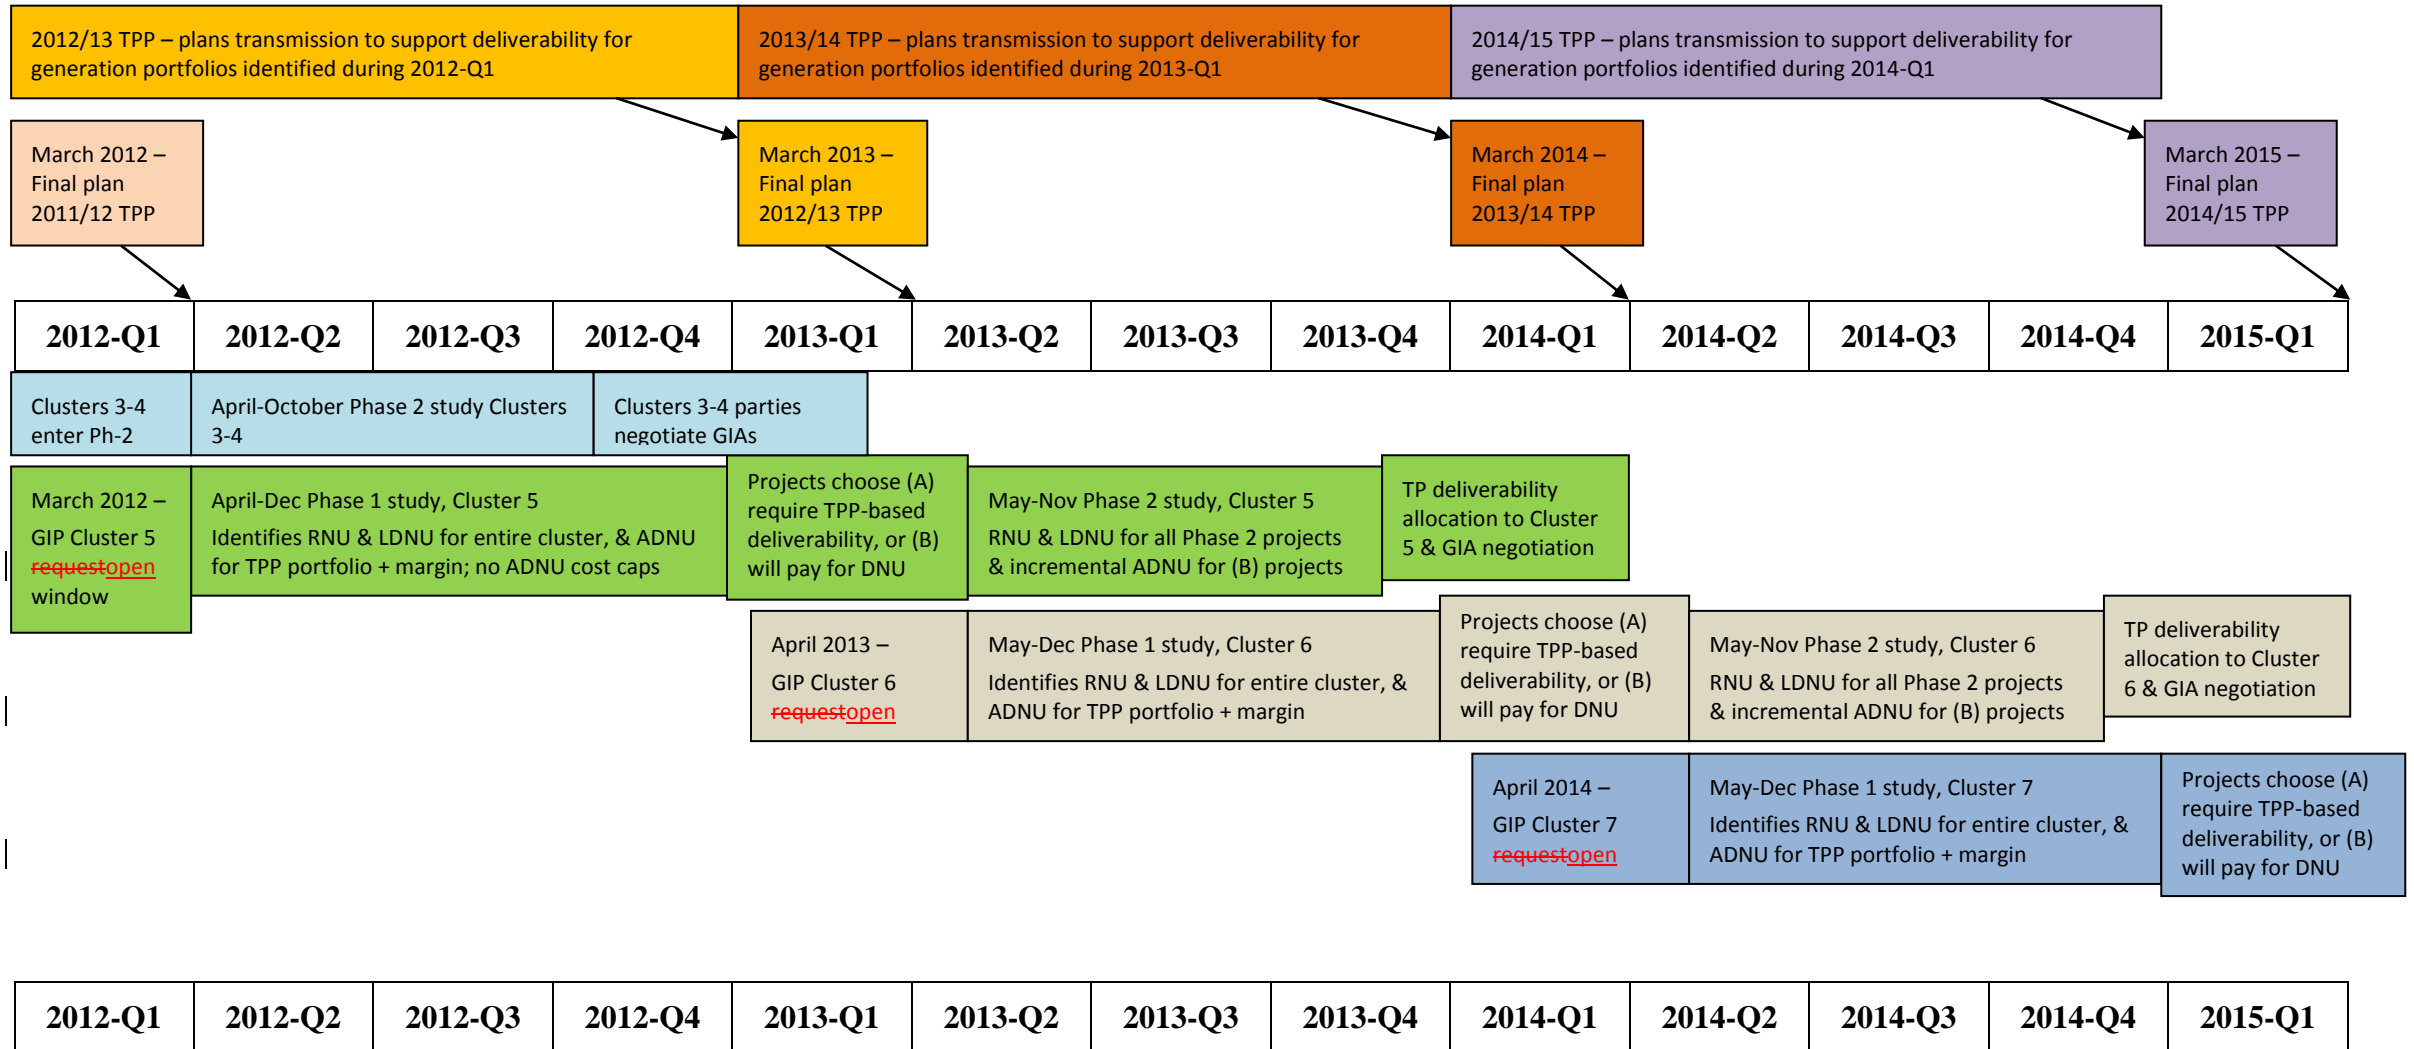 2012/13 TPP – plans transmission to support deliverability for
generation portfolios identified during 2012-Q1
2013/14 TPP – plans transmission to support deliverability for
generation portfolios identified during 2013-Q1
2014/15 TPP – plans transmission to support deliverability for
generation portfolios identified during 2014-Q1
March 2012 –
Final plan
2011/12 TPP
March 2013 –
Final plan
2012/13 TPP
March 2014 –
Final plan
2013/14 TPP
March 2015 –
Final plan
2014/15 TPP
2012-Q1 2012-Q2 2012-Q3 2012-Q4 2013-Q1 2013-Q2 2013-Q3 2013-Q4 2014-Q1 2014-Q2 2014-Q3 2014-Q4 2015-Q1
Clusters 3-4
enter Ph-2
April-October Phase 2 study Clusters
3-4
Clusters 3-4 parties
negotiate GIAs
March 2012 –
GIP Cluster 5
requestopen
window
April-Dec Phase 1 study, Cluster 5
Identifies RNU & LDNU for entire cluster, & ADNU
for TPP portfolio + margin; no ADNU cost caps
Projects choose (A)
require TPP-based
deliverability, or (B)
will pay for DNU
May-Nov Phase 2 study, Cluster 5
RNU & LDNU for all Phase 2 projects
& incremental ADNU for (B) projects
TP deliverability
allocation to Cluster
5 & GIA negotiation
April 2013 –
GIP Cluster 6
requestopen
May-Dec Phase 1 study, Cluster 6
Identifies RNU & LDNU for entire cluster, &
ADNU for TPP portfolio + margin
Projects choose (A)
require TPP-based
deliverability, or (B)
will pay for DNU
May-Nov Phase 2 study, Cluster 6
RNU & LDNU for all Phase 2 projects
& incremental ADNU for (B) projects
TP deliverability
allocation to Cluster
6 & GIA negotiation
April 2014 –
GIP Cluster 7
requestopen
May-Dec Phase 1 study, Cluster 7
Identifies RNU & LDNU for entire cluster, &
ADNU for TPP portfolio + margin
Projects choose (A)
require TPP-based
deliverability, or (B)
will pay for DNU
2012-Q1 2012-Q2 2012-Q3 2012-Q4 2013-Q1 2013-Q2 2013-Q3 2013-Q4 2014-Q1 2014-Q2 2014-Q3 2014-Q4 2015-Q1